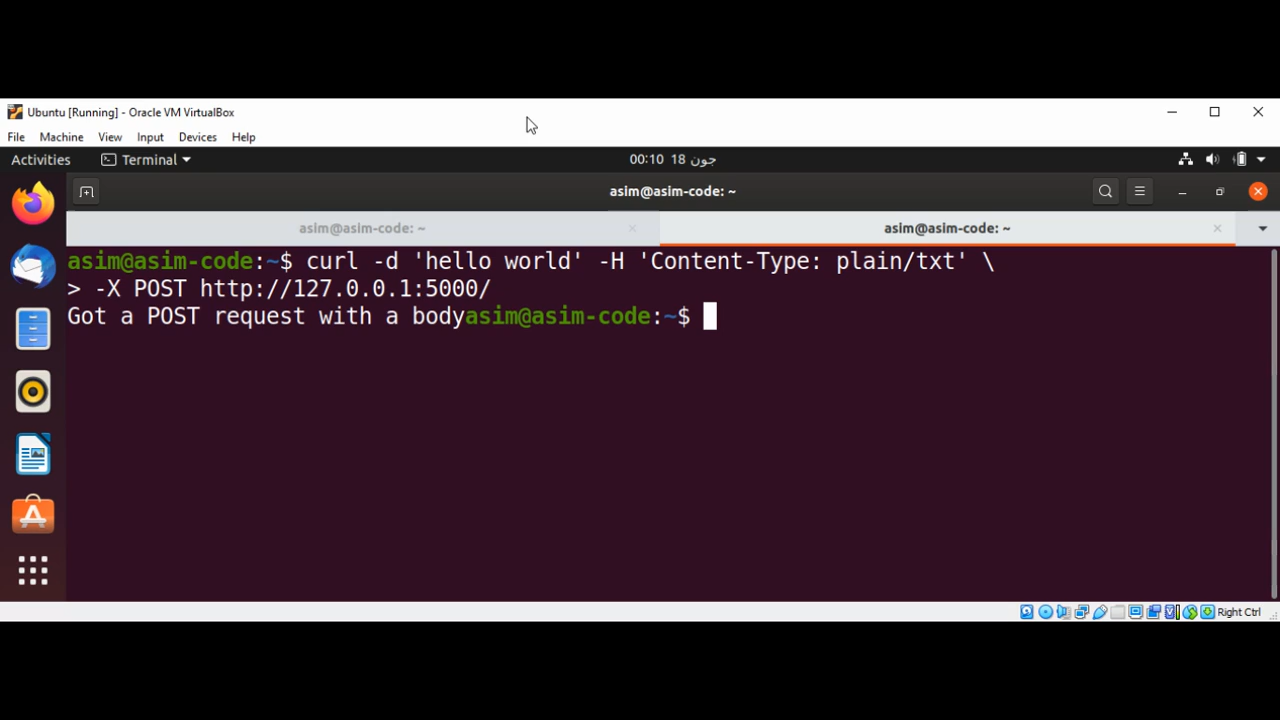 Ubuntu [Running] - Oracle VM VirtualBox
File Machine View Input Devices Help
Activities Terminal 00:10 18 جون
asim@asim-code: ~
asim@asim-code: ~ asim@asim-code: ~
asim@asim-code:~$ curl -d 'hello world' -H 'Content-Type: plain/txt' \
> -X POST http://127.0.0.1:5000/
Got a POST request with a bodyasim@asim-code:~$
Right Ctrl